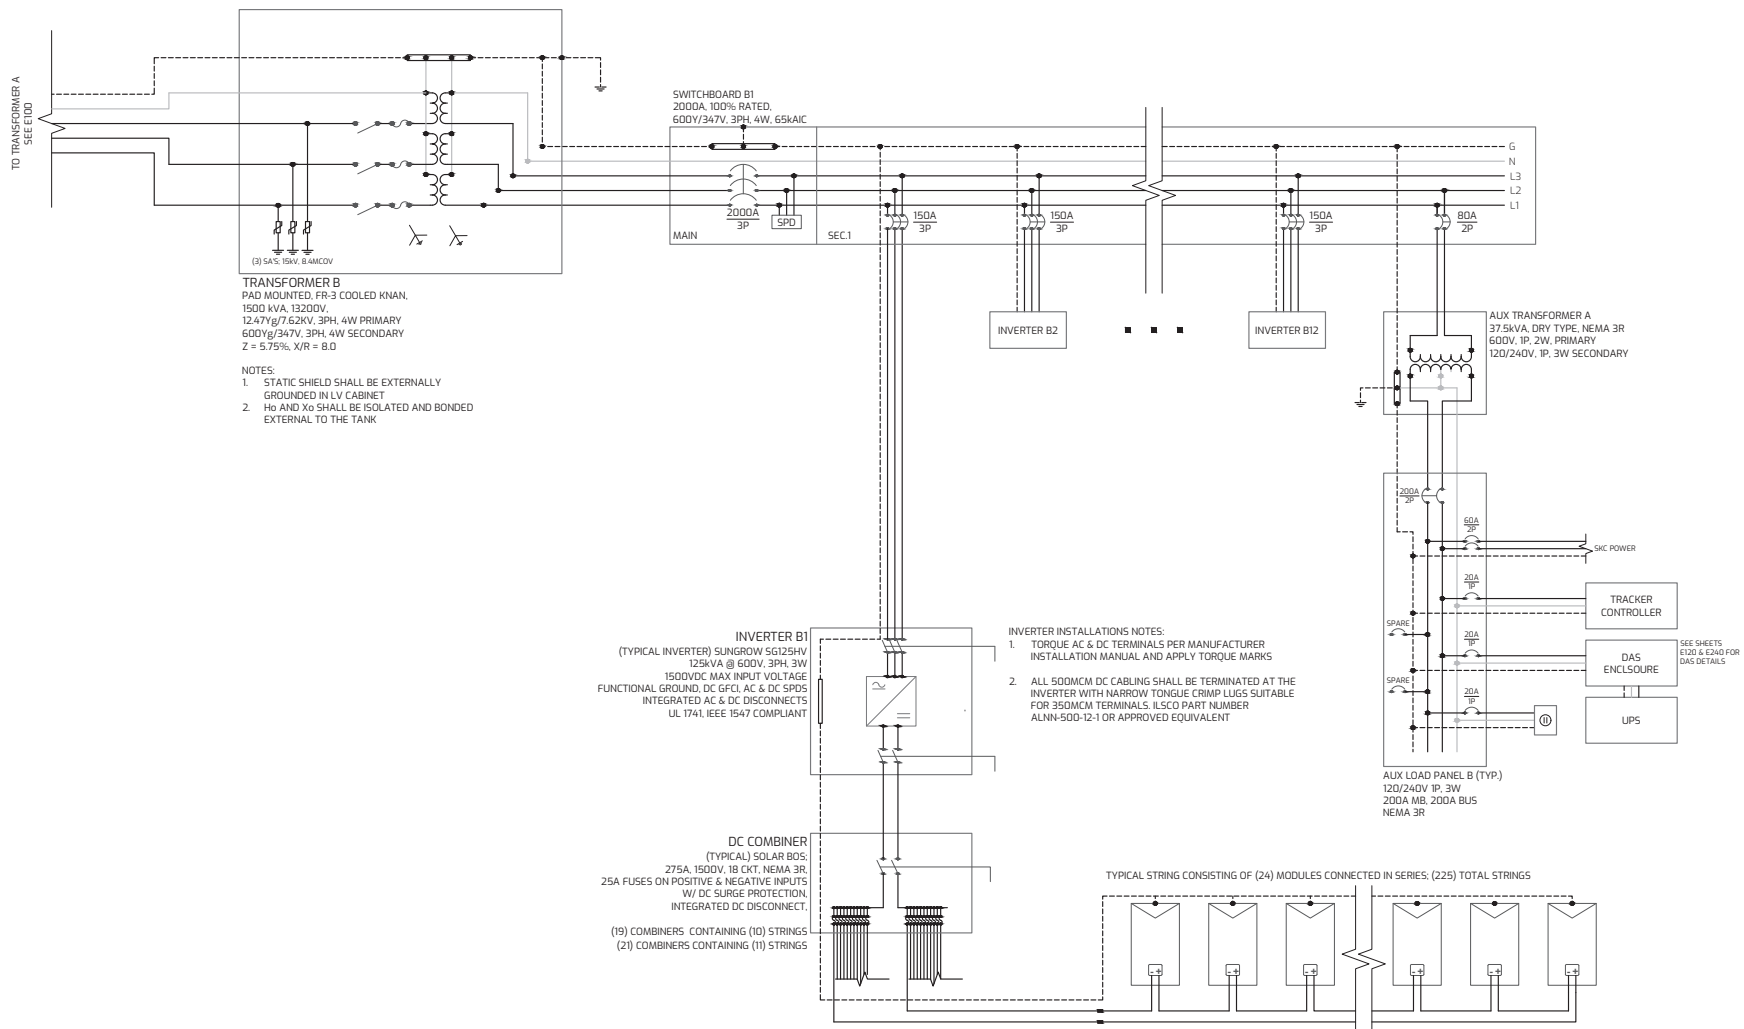 TO TRANSFORMER A
SEE E100
(3) SA'S; 15kV, 8.4MCOV
TRANSFORMER B
PAD MOUNTED, FR-3 COOLED KNAN,
1500 kVA, 13200V,
12.47Yg/7.62KV, 3PH, 4W PRIMARY
600Yg/347V, 3PH, 4W SECONDARY
Z = 5.75%, X/R = 8.0
NOTES:
1. STATIC SHIELD SHALL BE EXTERNALLY
GROUNDED IN LV CABINET
2. Ho AND Xo SHALL BE ISOLATED AND BONDED
EXTERNAL TO THE TANK
SWITCHBOARD B1
2000A, 100% RATED,
600Y/347V, 3PH, 4W, 65kAIC
2000A
3P
SPD
MAIN
SEC.1
150A
3P
150A
3P
150A
3P
80A
2P
G
N
L3
L2
L1
INVERTER B2
INVERTER B12
AUX TRANSFORMER A
37.5kVA, DRY TYPE, NEMA 3R
600V, 1P, 2W, PRIMARY
120/240V, 1P, 3W SECONDARY
200A
2P
60A
2P
SKC POWER
20A
1P
TRACKER
CONTROLLER
SPARE
20A
1P
DAS
ENCLSOURE
SEE SHEETS
E120 & E240 FOR
DAS DETAILS
SPARE
20A
1P
UPS
AUX LOAD PANEL B (TYP.)
120/240V 1P, 3W
200A MB, 200A BUS
NEMA 3R
INVERTER B1
(TYPICAL INVERTER) SUNGROW SG125HV
125kVA @ 600V, 3PH, 3W
1500VDC MAX INPUT VOLTAGE
FUNCTIONAL GROUND, DC GFCI, AC & DC SPDS
INTEGRATED AC & DC DISCONNECTS
UL 1741, IEEE 1547 COMPLIANT
INVERTER INSTALLATIONS NOTES:
1. TORQUE AC & DC TERMINALS PER MANUFACTURER
INSTALLATION MANUAL AND APPLY TORQUE MARKS
2. ALL 500MCM DC CABLING SHALL BE TERMINATED AT THE
INVERTER WITH NARROW TONGUE CRIMP LUGS SUITABLE
FOR 350MCM TERMINALS. ILSCO PART NUMBER
ALNN-500-12-1 OR APPROVED EQUIVALENT
DC COMBINER
(TYPICAL) SOLAR BOS;
275A, 1500V, 18 CKT, NEMA 3R,
25A FUSES ON POSITIVE & NEGATIVE INPUTS
W/ DC SURGE PROTECTION,
INTEGRATED DC DISCONNECT,
(19) COMBINERS CONTAINING (10) STRINGS
(21) COMBINERS CONTAINING (11) STRINGS
TYPICAL STRING CONSISTING OF (24) MODULES CONNECTED IN SERIES; (225) TOTAL STRINGS
- +
- +
- +
- +
- +
- +